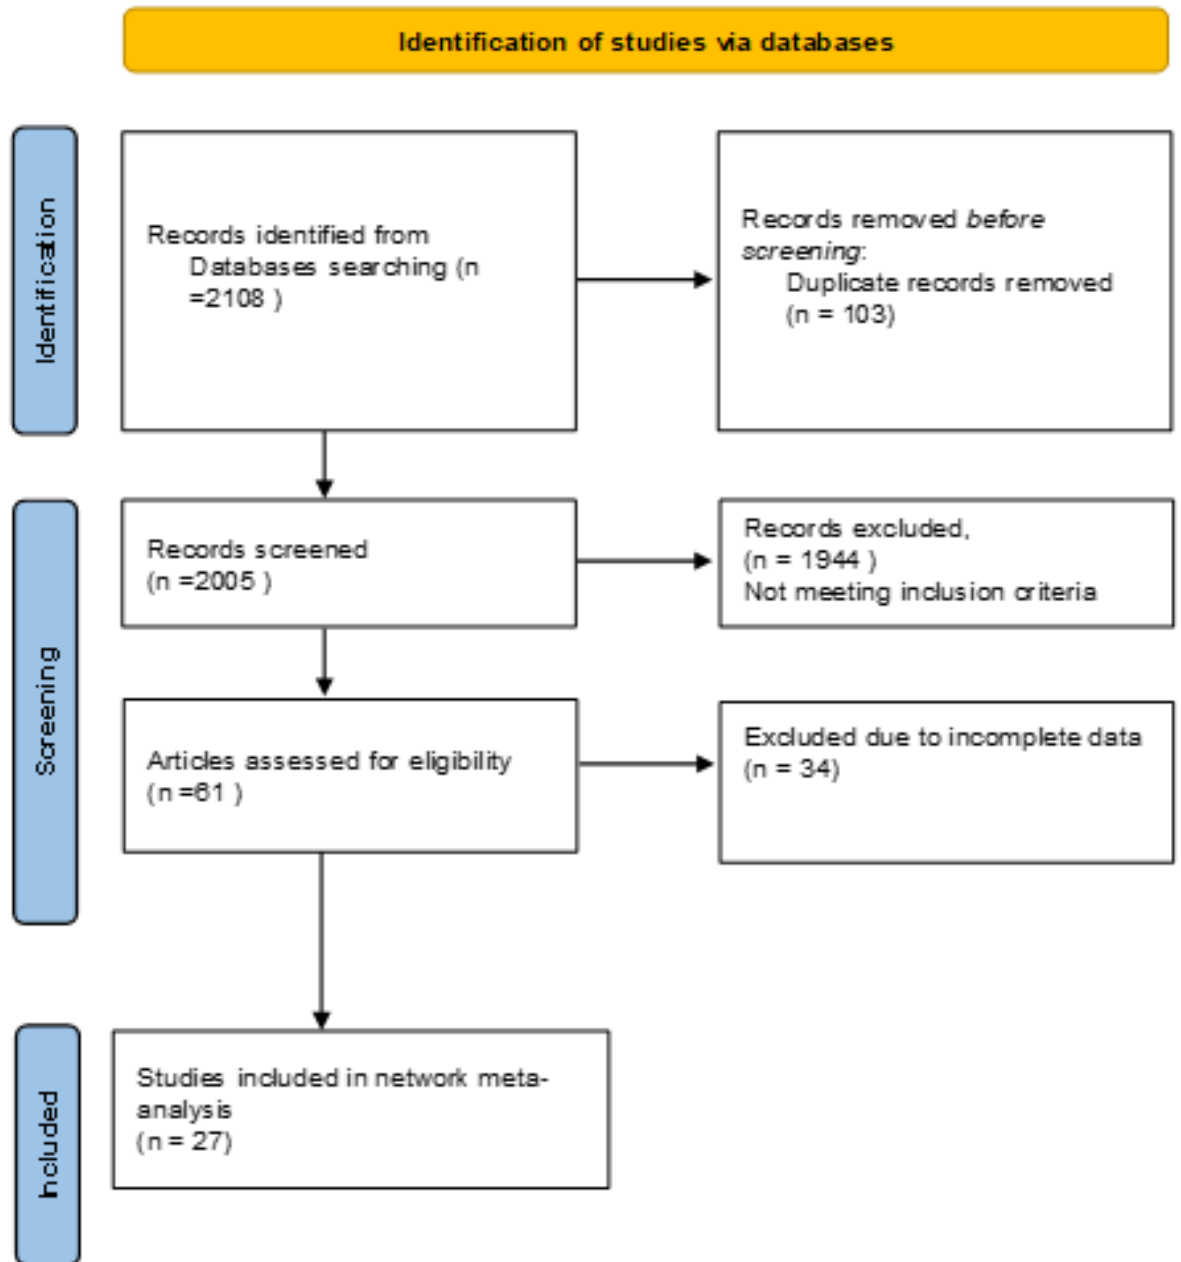 Identification of studies via databases
Identification
Records identified from
Databases searching (n
=2108 )
Records removed before
screening:
Duplicate records removed
(n = 103)
Screening
Records screened
(n =2005 )
Records excluded,
(n = 1944 )
Not meeting inclusion criteria
Articles assessed for eligibility
(n =61 )
Excluded due to incomplete data
(n = 34)
Included
Studies included in network meta-
analysis
(n = 27)